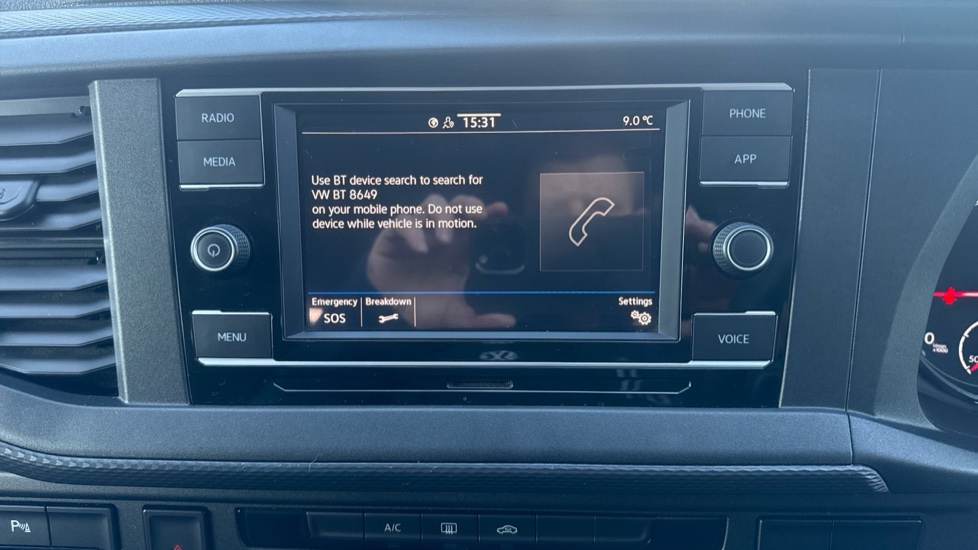 RADIO
MEDIA
MENU
15:31
9.0 °C
Use BT device search to search for
VW BT 8649
on your mobile phone. Do not use
device while vehicle is in motion.
Emergency
SOS
Breakdown
Settings
PHONE
APP
VOICE
A/C
P
0